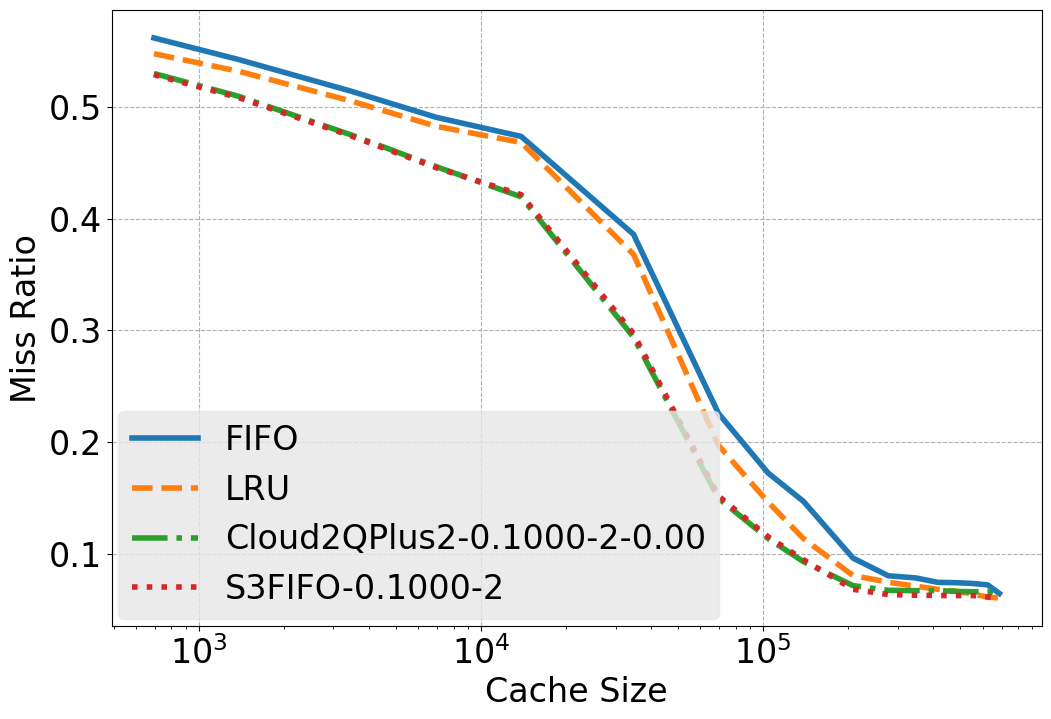 0.5
0.4
0.3
0.2
0.1
Miss Ratio
FIFO
LRU
Cloud2QPlus2-0.1000-2-0.00
S3FIFO-0.1000-2
10³ 10⁴ 10⁵
Cache Size